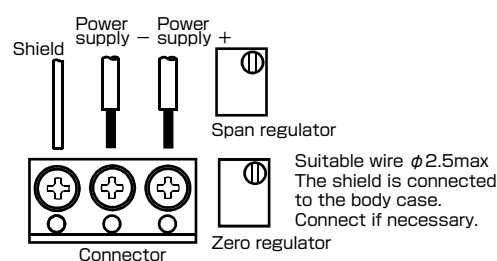 Shield
Power supply －
Power supply ＋
Span regulator
Suitable wire φ2.5max
The shield is connected
to the body case.
Connect if necessary.
Zero regulator
Connector